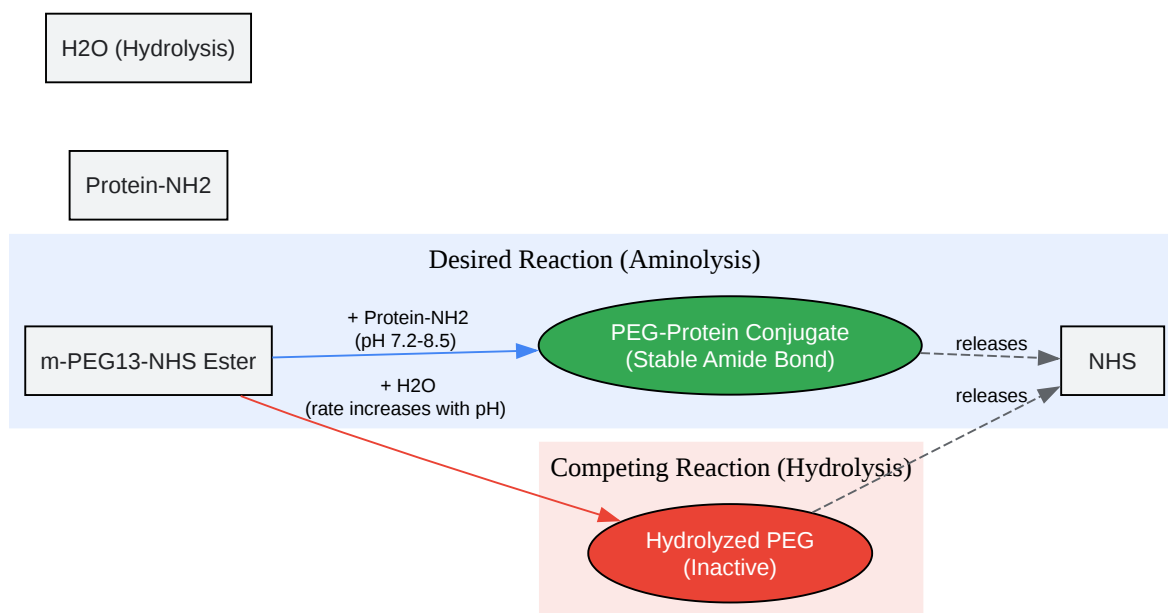 H2O (Hydrolysis)
Protein-NH2
Desired Reaction (Aminolysis)
m-PEG13-NHS Ester
+ Protein-NH2
(pH 7.2-8.5)
PEG-Protein Conjugate
(Stable Amide Bond)
releases
NHS
+ H2O
(rate increases with pH)
releases
Competing Reaction (Hydrolysis)
Hydrolyzed PEG
(Inactive)